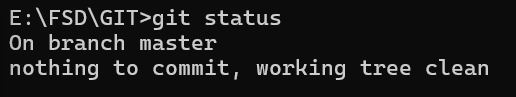 E:\FSD\GIT>git status
On branch master
nothing to commit, working tree clean